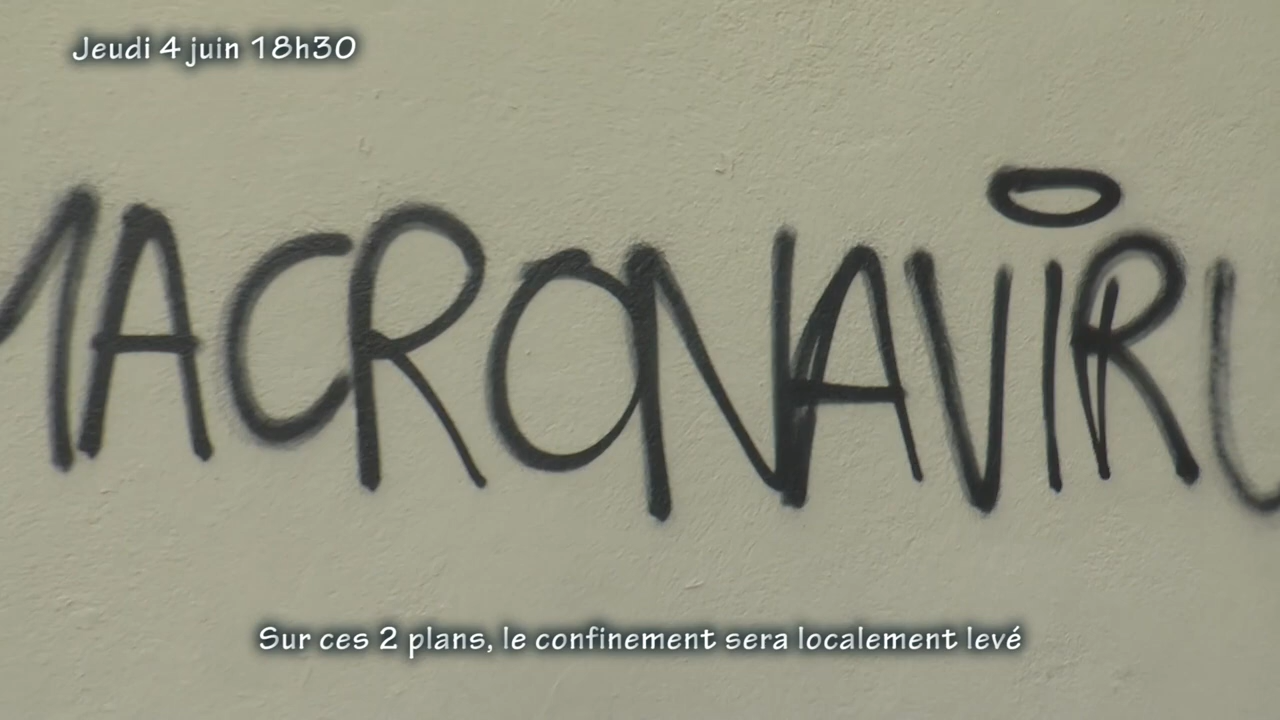 Jeudi 4 juin 18h30
MACRONAVIRU
Sur ces 2 plans, le confinement sera localement levé